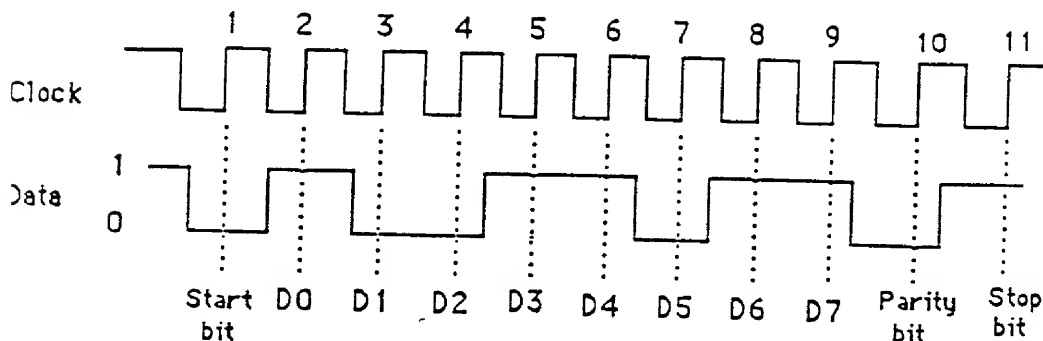 1 2 3 4 5 6 7 8 9 10 11
Clock
1
Data
0
Start bit D0 D1 D2 D3 D4 D5 D6 D7 Parity bit Stop bit